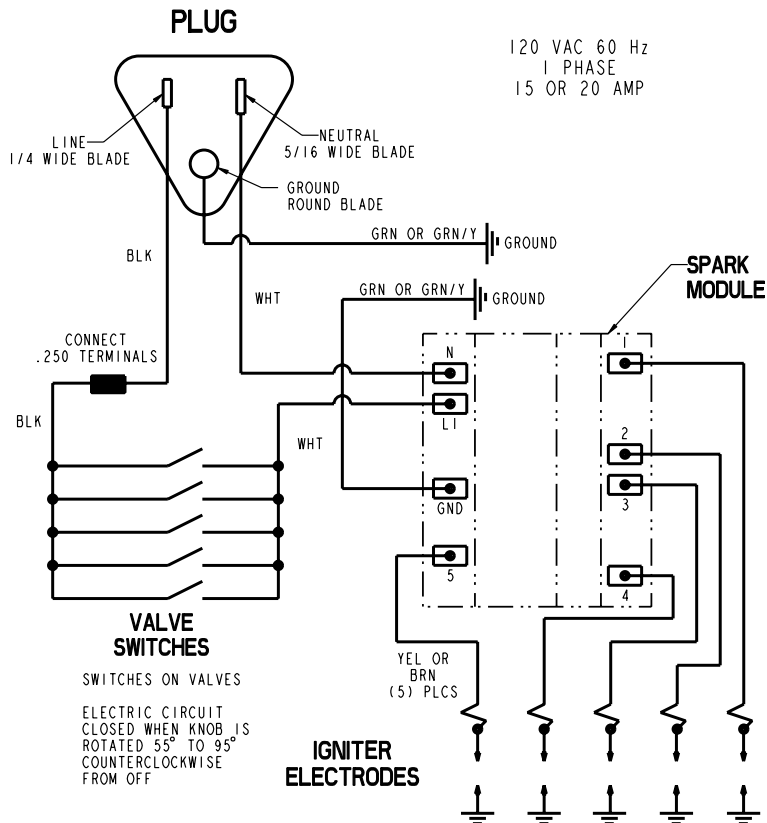 PLUG
120 VAC 60 Hz
1 PHASE
15 OR 20 AMP
LINE
1/4 WIDE BLADE
NEUTRAL
5/16 WIDE BLADE
GROUND
ROUND BLADE
GRN OR GRN/Y
GROUND
BLK
SPARK
MODULE
GRN OR GRN/Y
GROUND
WHT
CONNECT
.250 TERMINALS
N
1
L1
BLK
WHT
2
3
GND
5
4
VALVE
SWITCHES
YEL OR
BRN
(5) PLCS
SWITCHES ON VALVES
ELECTRIC CIRCUIT
CLOSED WHEN KNOB IS
ROTATED 55° TO 95°
COUNTERCLOCKWISE
FROM OFF
IGNITER
ELECTRODES